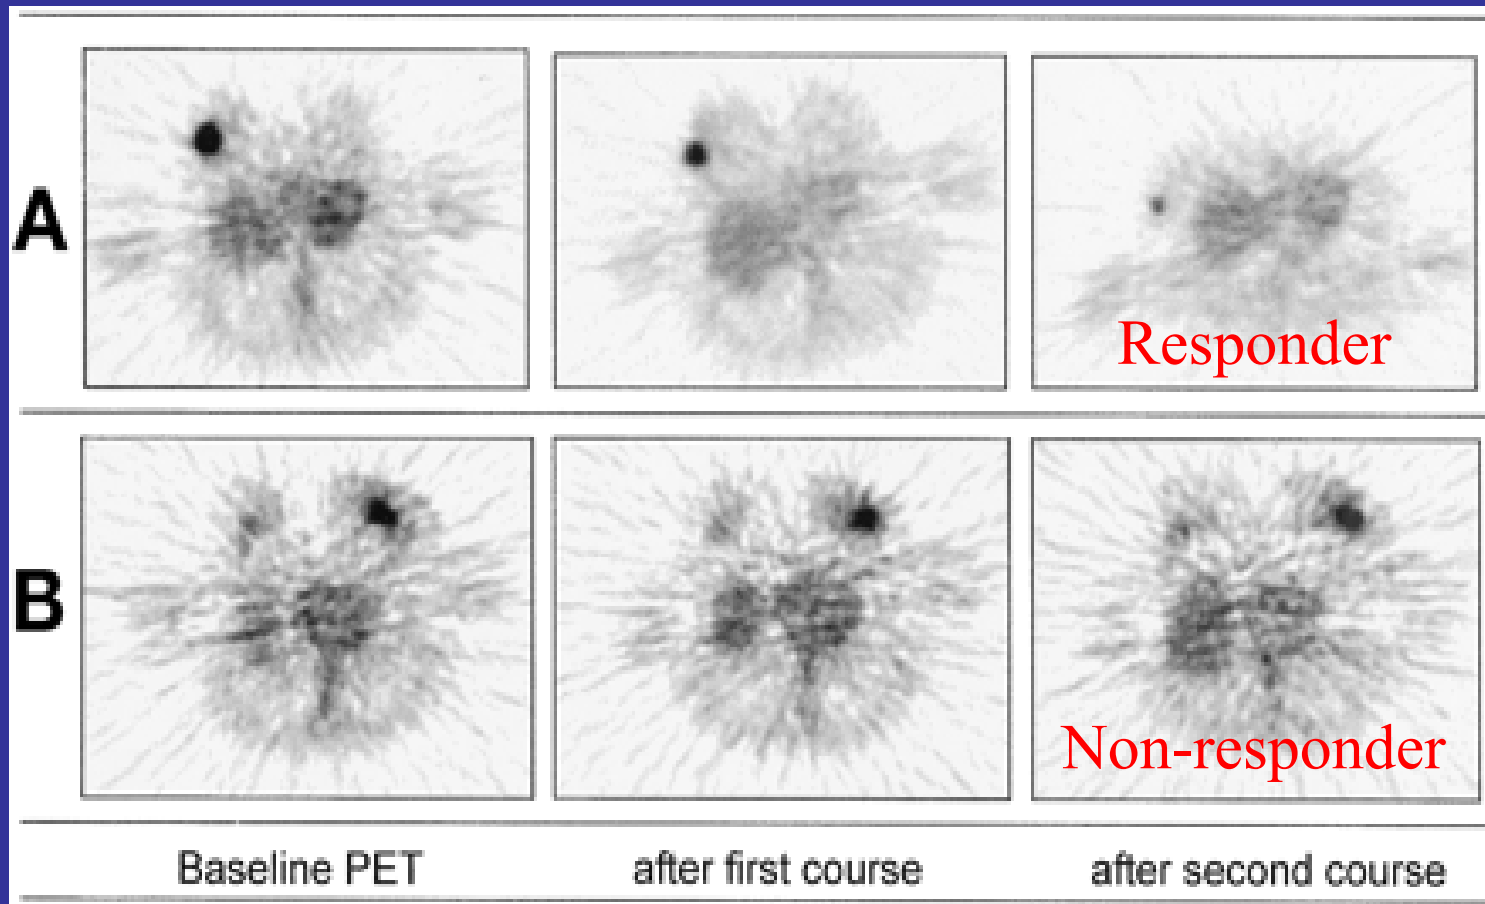 A
Responder
B
Non-responder
Baseline PET
after first course
after second course